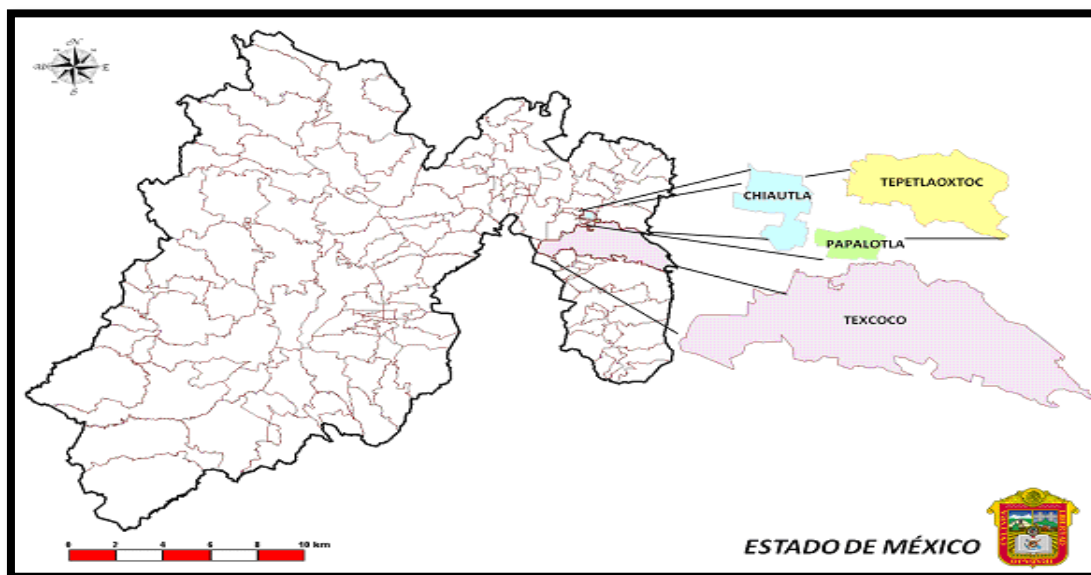 N
E
S
TEPETLAOXTOC
CHIAUTLA
PAPALOTLA
TEXCOCO
0 2 4 6 8 10 km
ESTADO DE MÉXICO